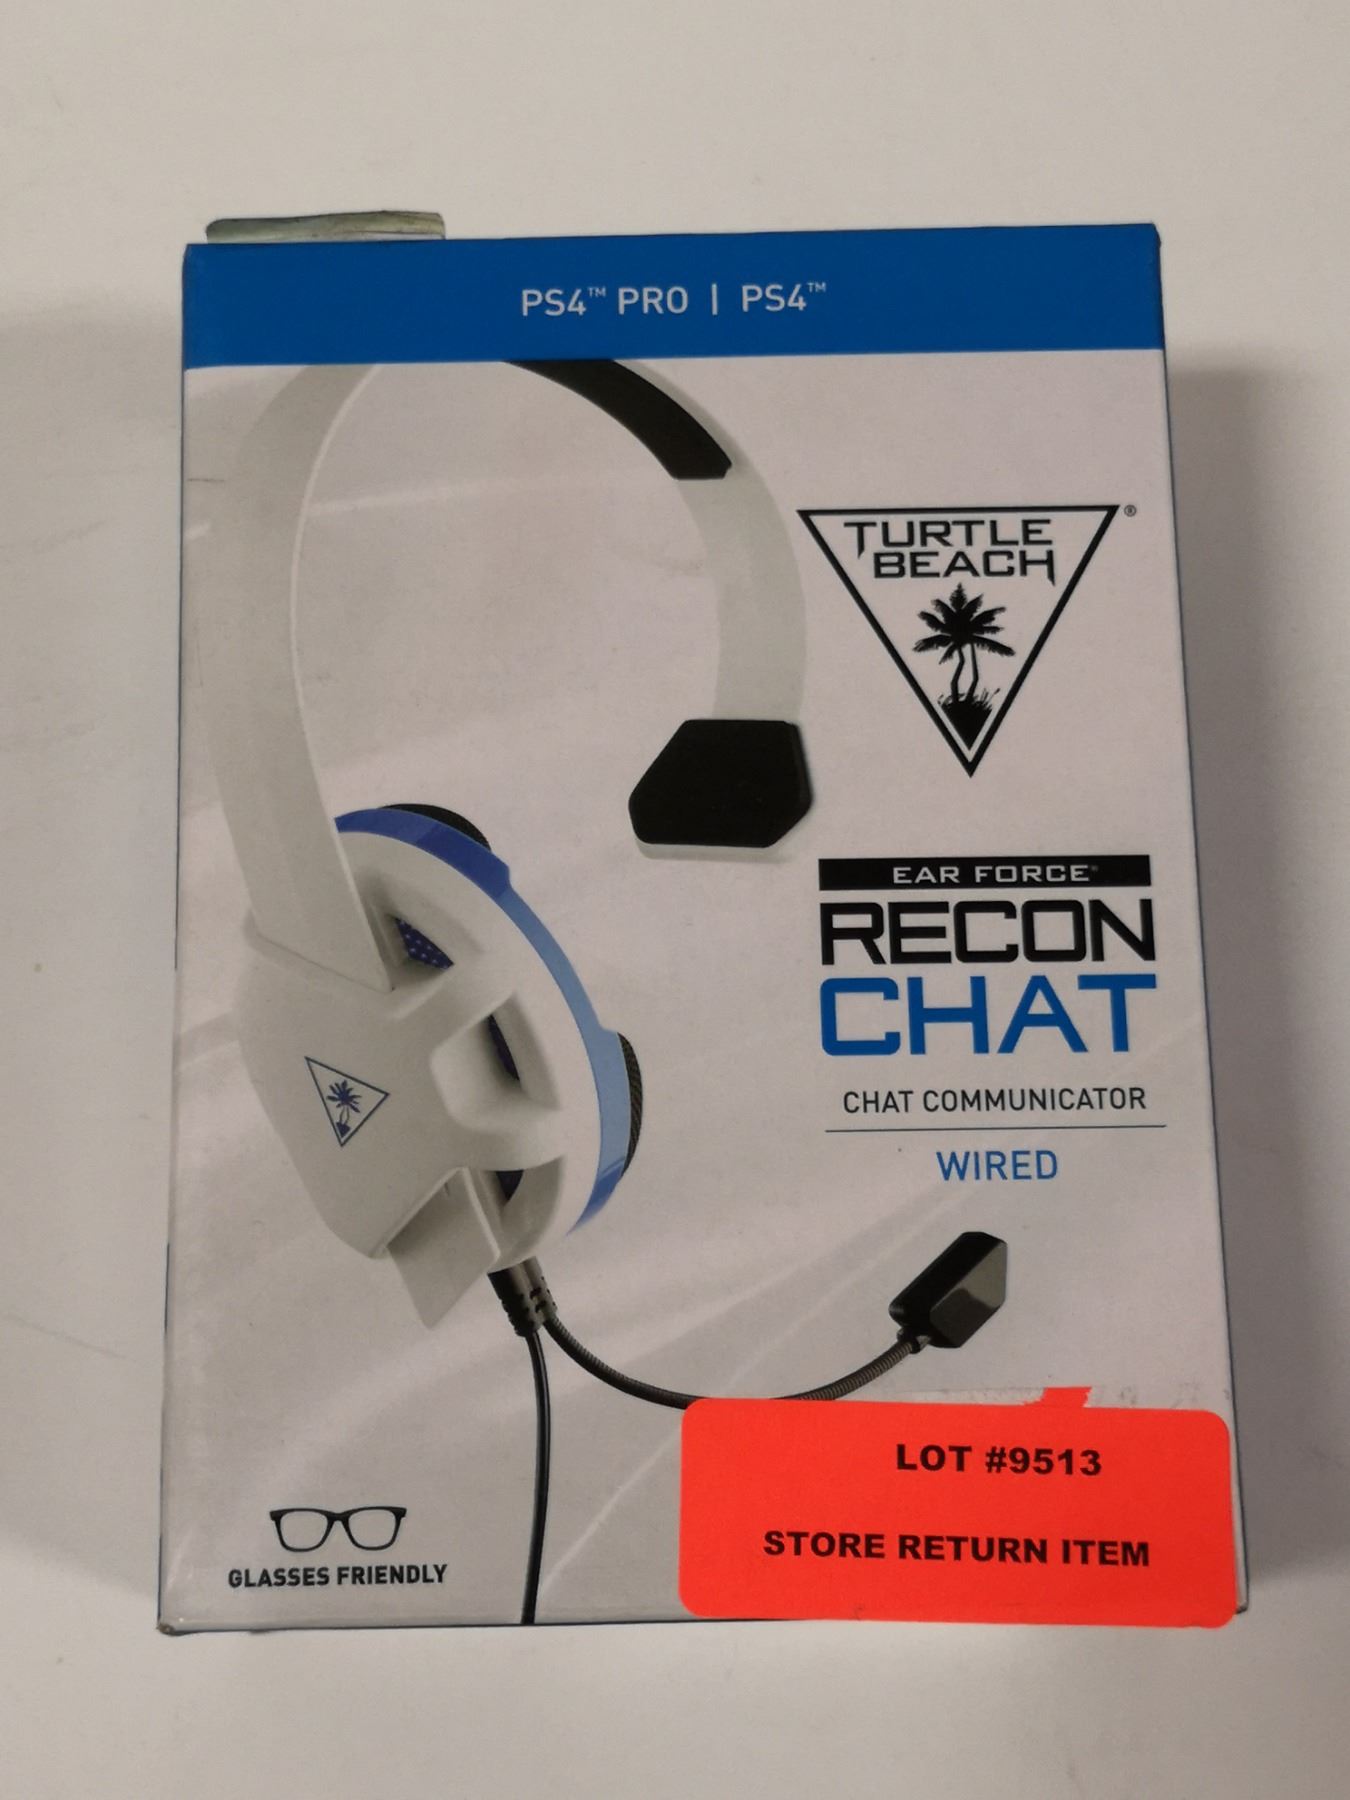 PS4™ PRO | PS4™
TURTLE
BEACH®
EAR FORCE®
RECON
CHAT
CHAT COMMUNICATOR
WIRED
LOT #9513
STORE RETURN ITEM
GLASSES FRIENDLY